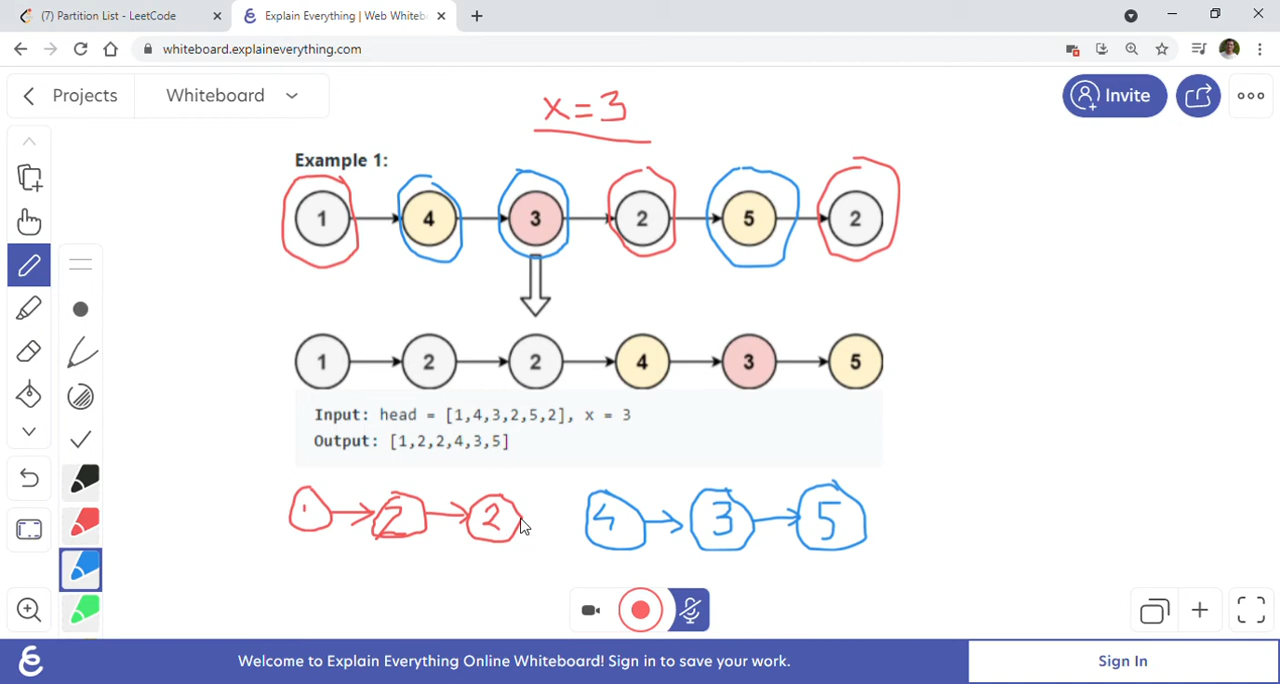 (7) Partition List - LeetCode
Explain Everything | Web Whiteb
whiteboard.explaineverything.com
Projects
Whiteboard
Invite
x=3
Example 1:
1 4 3 2 5 2
1 2 2 4 3 5
Input: head = [1,4,3,2,5,2], x = 3
Output: [1,2,2,4,3,5]
1 2 2 4 3 5
Welcome to Explain Everything Online Whiteboard! Sign in to save your work.
Sign In